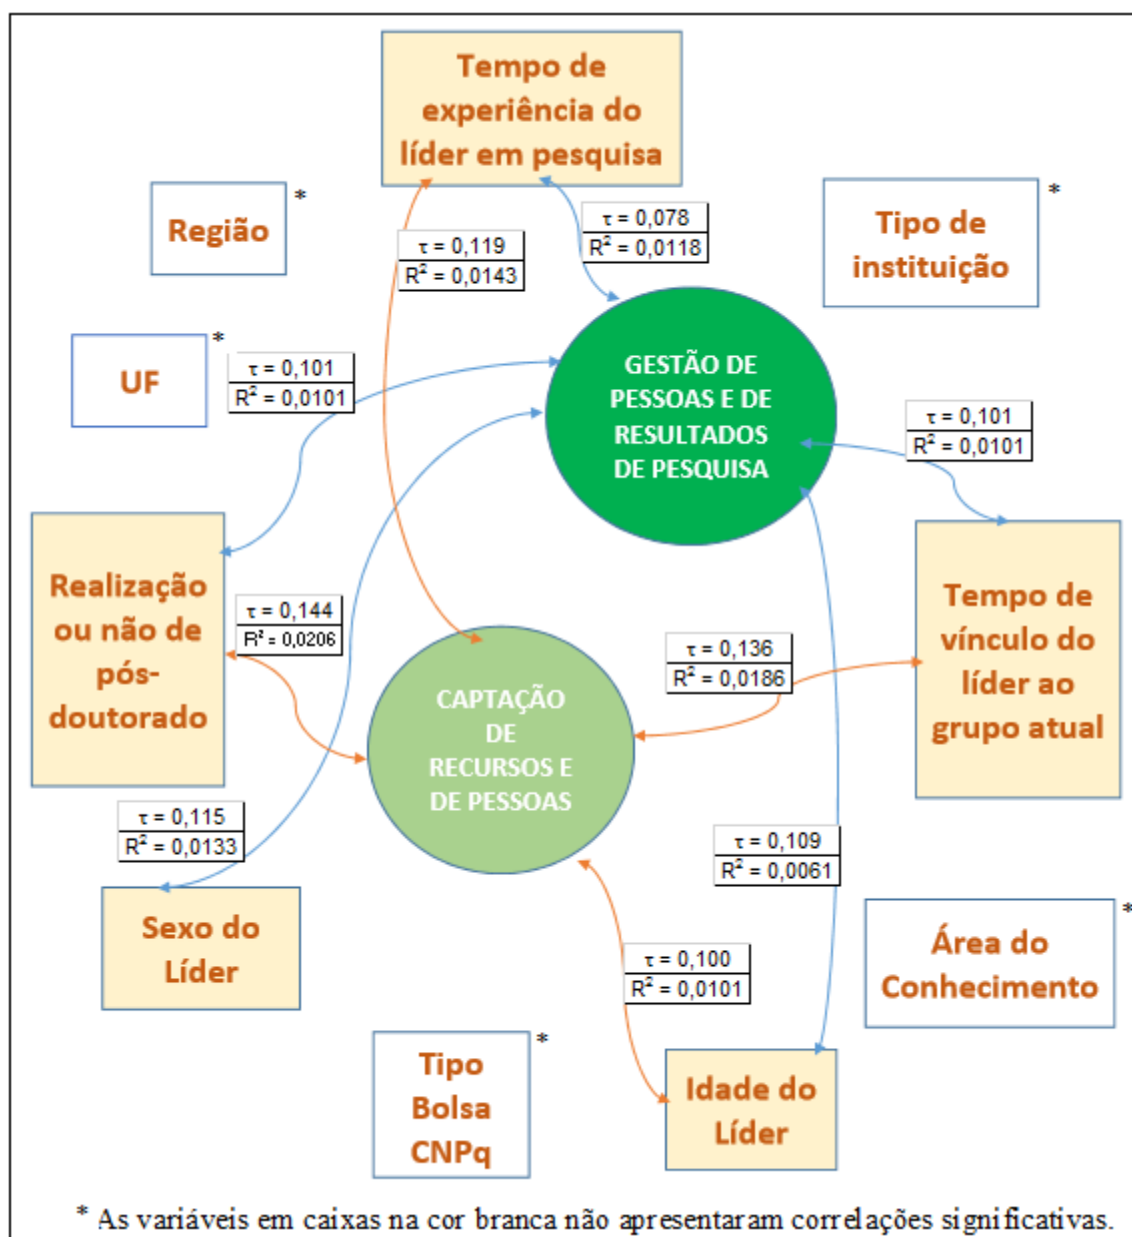 Tempo de
experiência do
líder em pesquisa
*
Região
*
Tipo de
instituição
τ = 0,078
R² = 0,0118
τ = 0,119
R² = 0,0143
*
UF
τ = 0,101
R² = 0,0101
GESTÃO DE
PESSOAS E DE
RESULTADOS
DE PESQUISA
τ = 0,101
R² = 0,0101
Realização
ou não de
pós-
doutorado
τ = 0,144
R² = 0,0206
Tempo de
vínculo do
líder ao
grupo atual
τ = 0,136
R² = 0,0186
CAPTAÇÃO
DE
RECURSOS E
DE PESSOAS
τ = 0,115
R² = 0,0133
τ = 0,109
R² = 0,0061
Sexo do
Líder
*
Área do
Conhecimento
τ = 0,100
R² = 0,0101
*
Tipo
Bolsa
CNPq
Idade do
Líder
* As variáveis em caixas na cor branca não apresentaram correlações significativas.